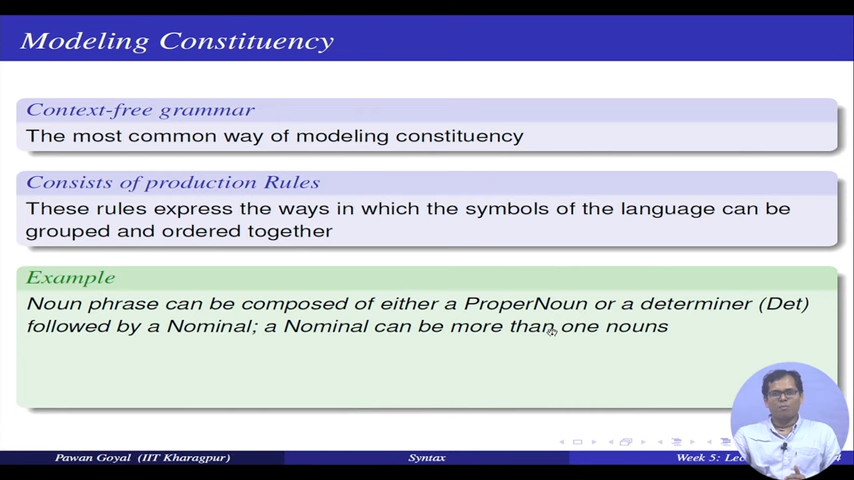 Modeling Constituency
Context-free grammar
The most common way of modeling constituency
Consists of production Rules
These rules express the ways in which the symbols of the language can be
grouped and ordered together
Example
Noun phrase can be composed of either a ProperNoun or a determiner (Det)
followed by a Nominal; a Nominal can be more than one nouns
Pawan Goyal (IIT Kharagpur)
Syntax
Week 5: